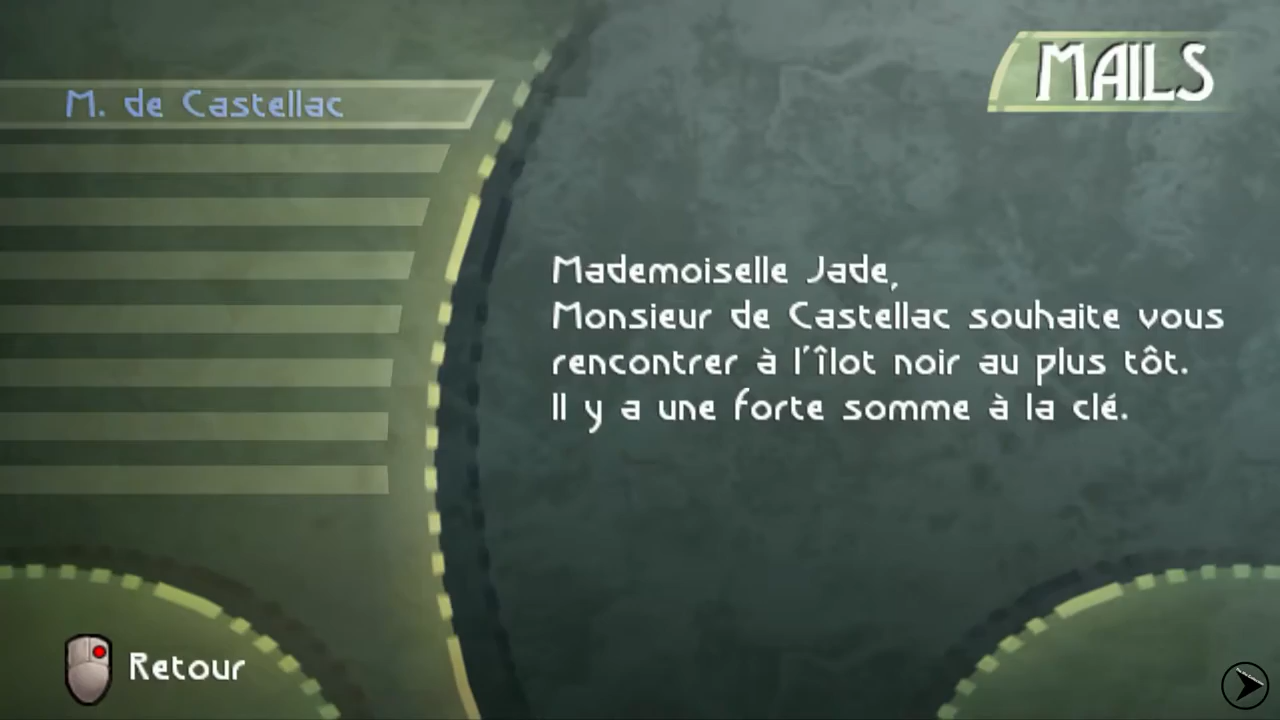 MAILS
M. de Castellac
Mademoiselle Jade,
Monsieur de Castellac souhaite vous
rencontrer à l'îlot noir au plus tôt.
Il y a une forte somme à la clé.
Retour